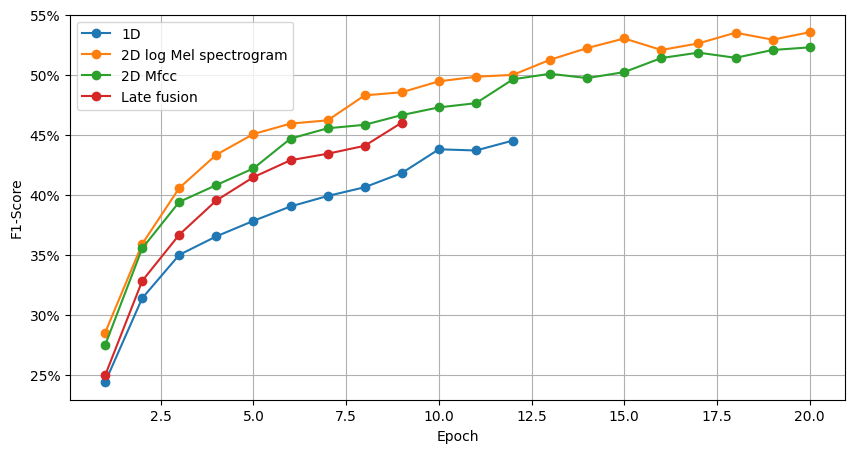 55%
50%
45%
40%
35%
30%
25%
F1-Score
1D
2D log Mel spectrogram
2D Mfcc
Late fusion
2.5 5.0 7.5 10.0 12.5 15.0 17.5 20.0
Epoch